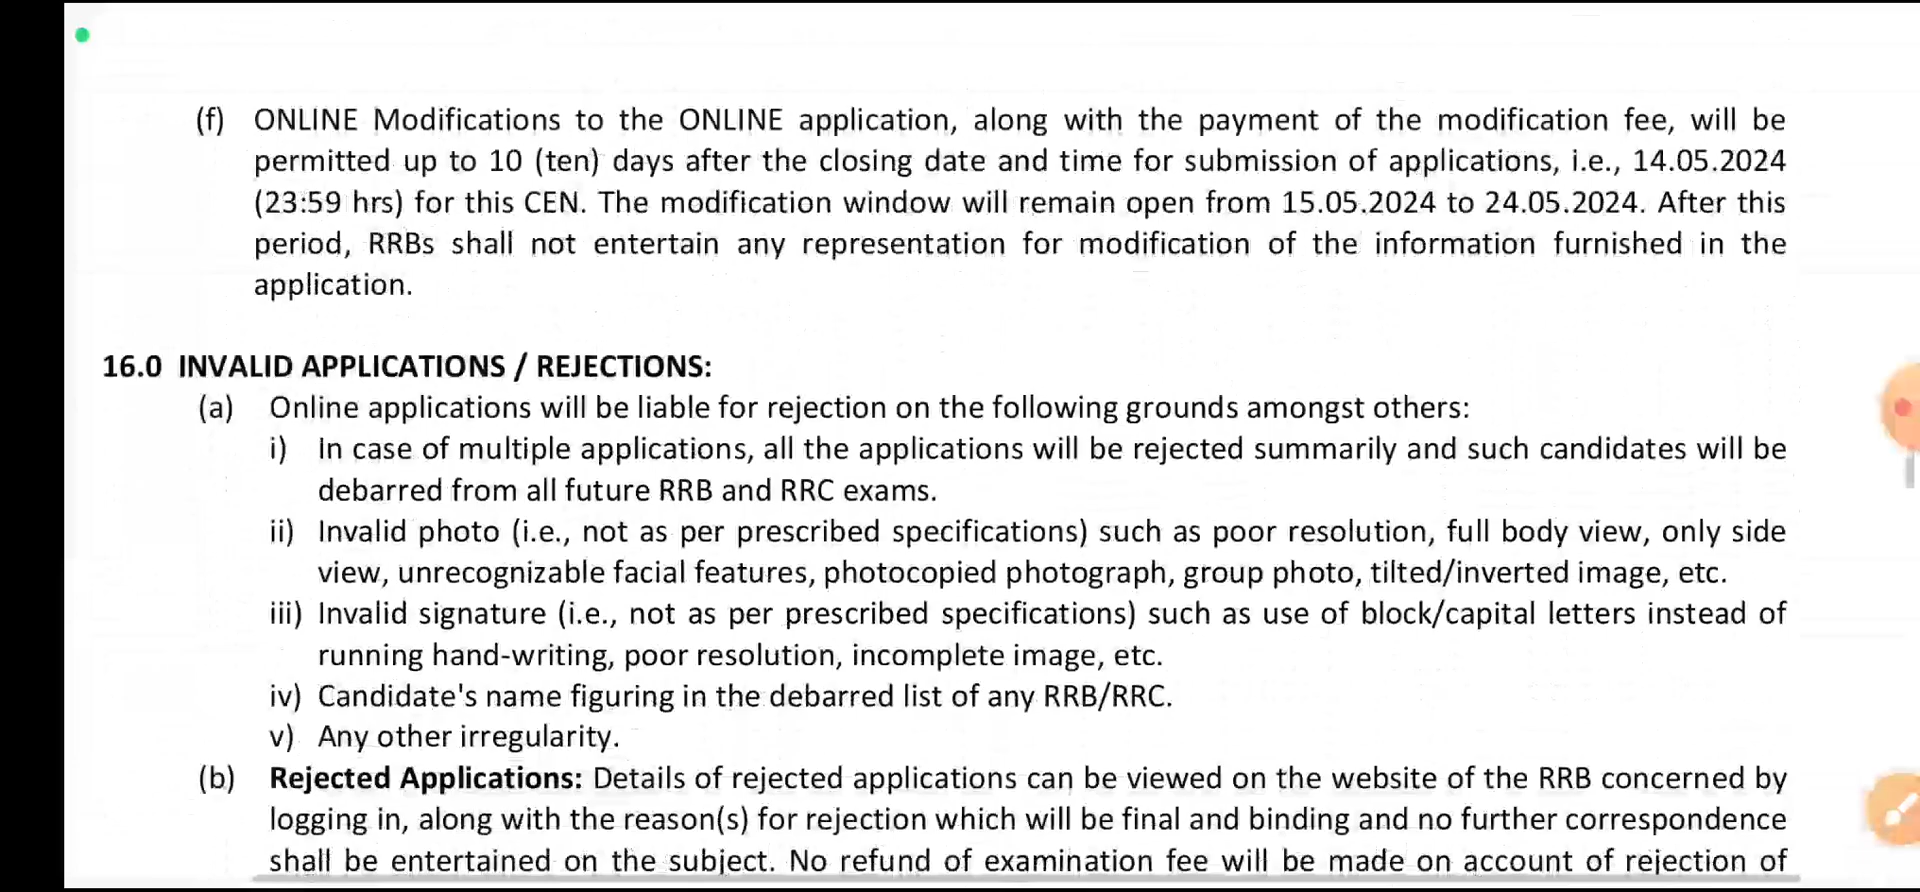 (f) ONLINE Modifications to the ONLINE application, along with the payment of the modification fee, will be
permitted up to 10 (ten) days after the closing date and time for submission of applications, i.e., 14.05.2024
(23:59 hrs) for this CEN. The modification window will remain open from 15.05.2024 to 24.05.2024. After this
period, RRBs shall not entertain any representation for modification of the information furnished in the
application.
16.0 INVALID APPLICATIONS / REJECTIONS:
(a) Online applications will be liable for rejection on the following grounds amongst others:
i) In case of multiple applications, all the applications will be rejected summarily and such candidates will be
debarred from all future RRB and RRC exams.
ii) Invalid photo (i.e., not as per prescribed specifications) such as poor resolution, full body view, only side
view, unrecognizable facial features, photocopied photograph, group photo, tilted/inverted image, etc.
iii) Invalid signature (i.e., not as per prescribed specifications) such as use of block/capital letters instead of
running hand-writing, poor resolution, incomplete image, etc.
iv) Candidate's name figuring in the debarred list of any RRB/RRC.
v) Any other irregularity.
(b) Rejected Applications: Details of rejected applications can be viewed on the website of the RRB concerned by
logging in, along with the reason(s) for rejection which will be final and binding and no further correspondence
shall be entertained on the subject. No refund of examination fee will be made on account of rejection of